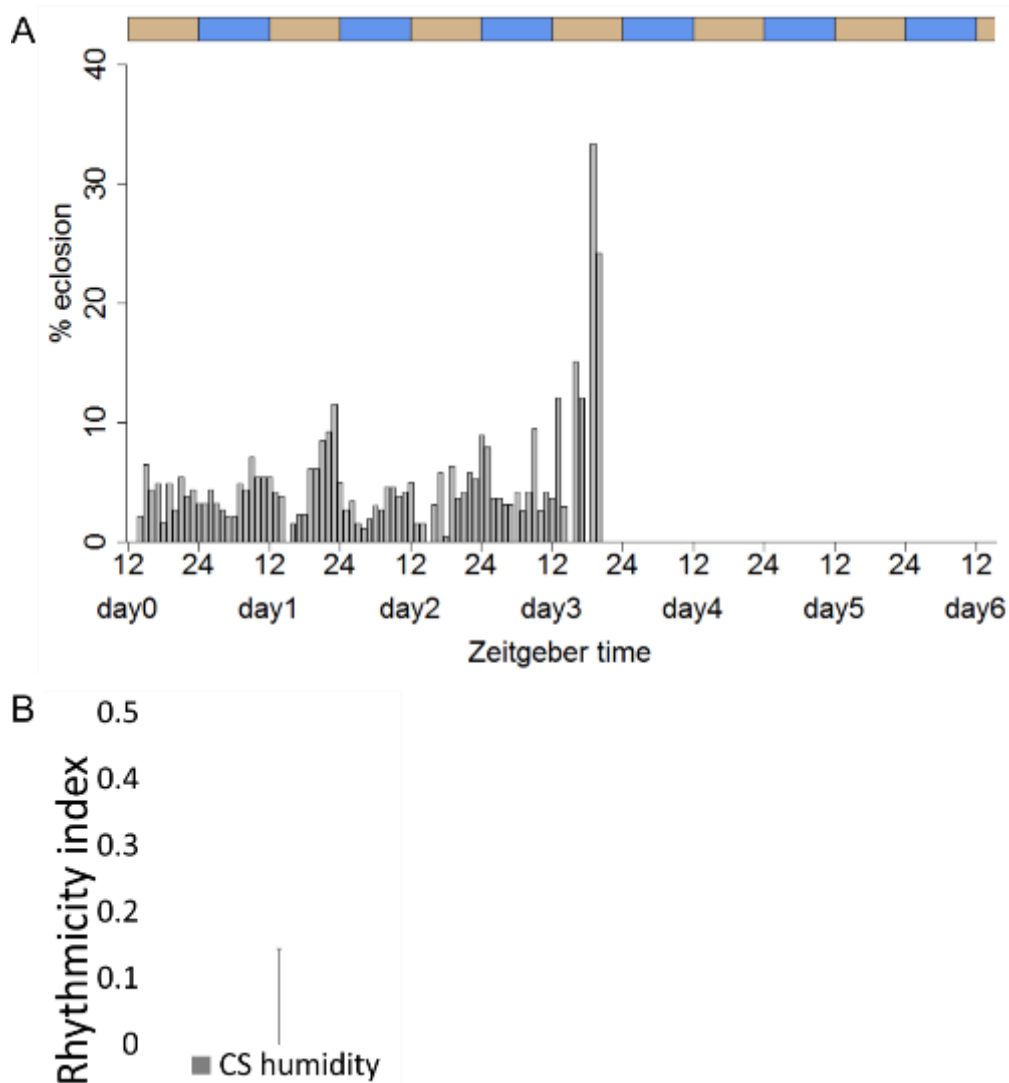 A
40
30
20
10
0
% eclosion
12 24 12 24 12 24 12 24 12 24 12 24 12
day0 day1 day2 day3 day4 day5 day6
Zeitgeber time
B
0.5
0.4
0.3
0.2
0.1
0
Rhythmicity index
CS humidity